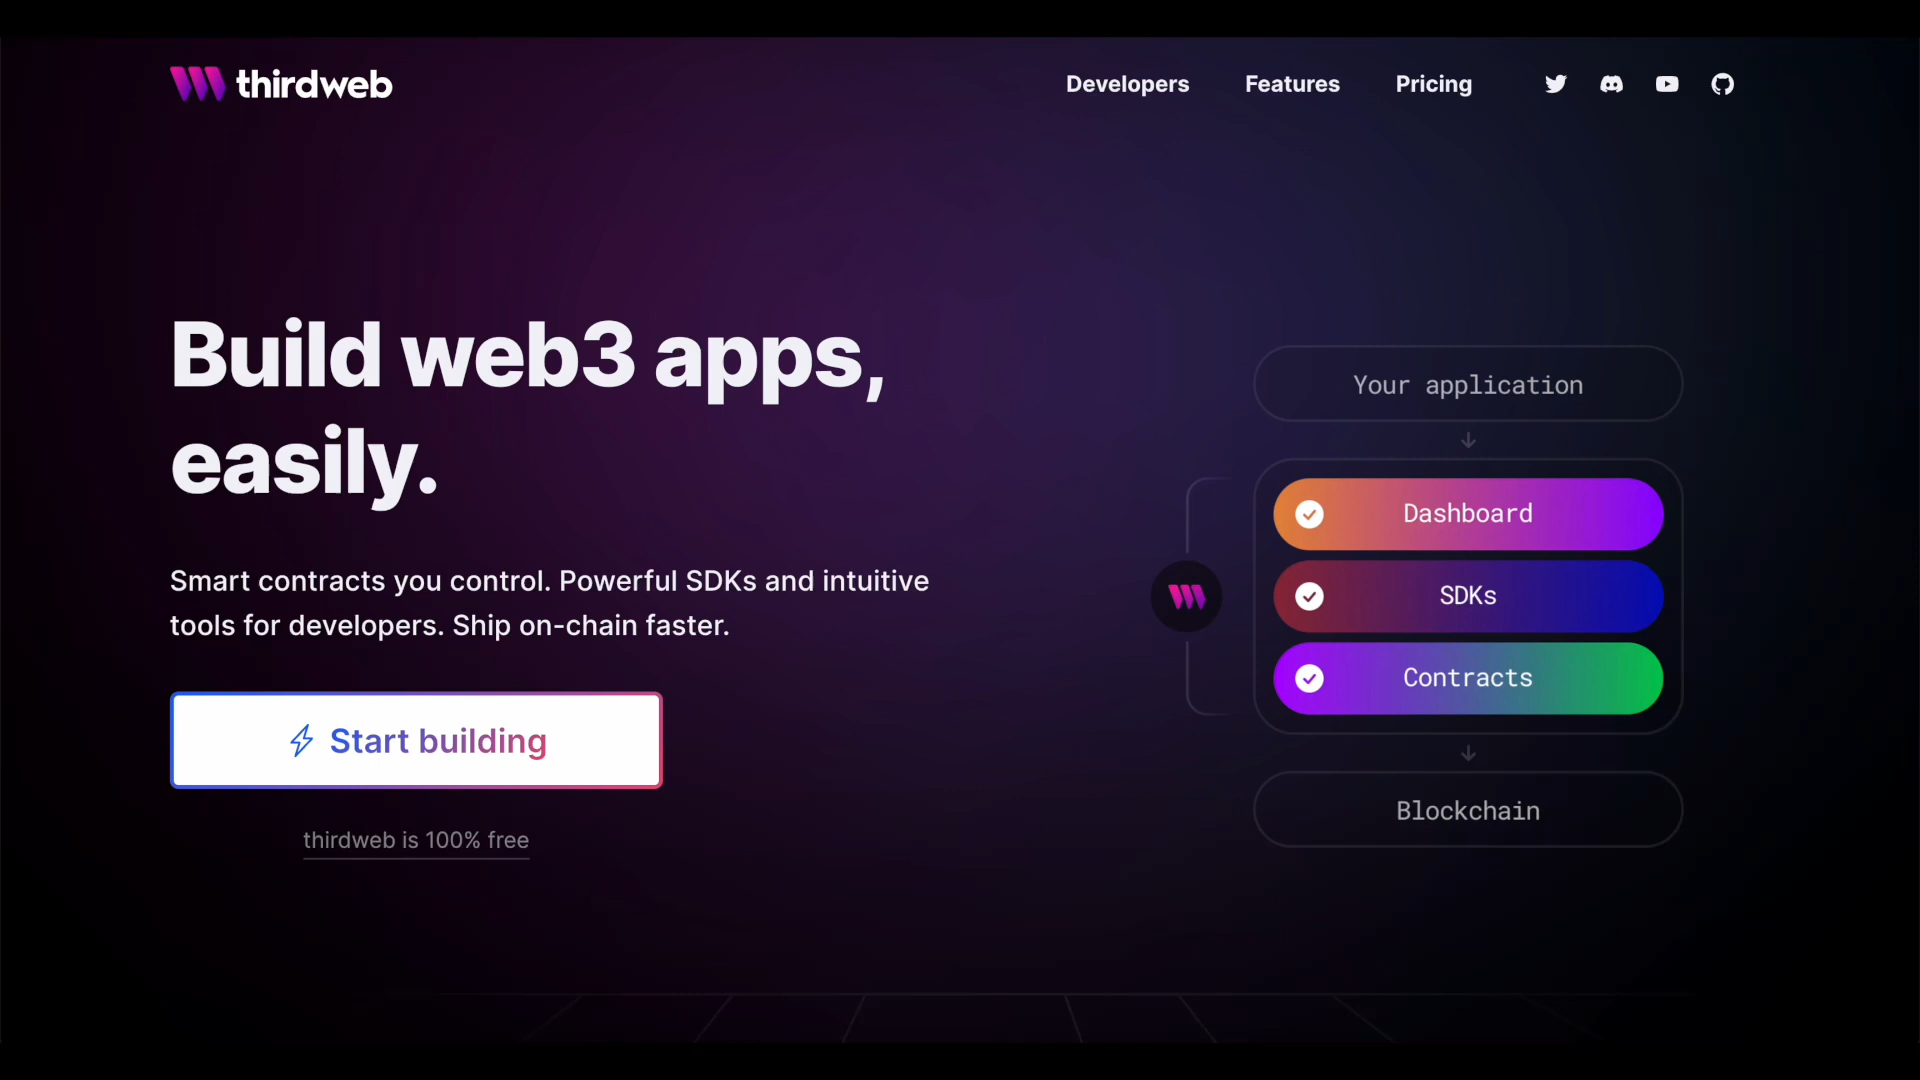 thirdweb
Developers
Features
Pricing
Build web3 apps,
easily.
Smart contracts you control. Powerful SDKs and intuitive
tools for developers. Ship on-chain faster.
Start building
thirdweb is 100% free
Your application
Dashboard
SDKs
Contracts
Blockchain